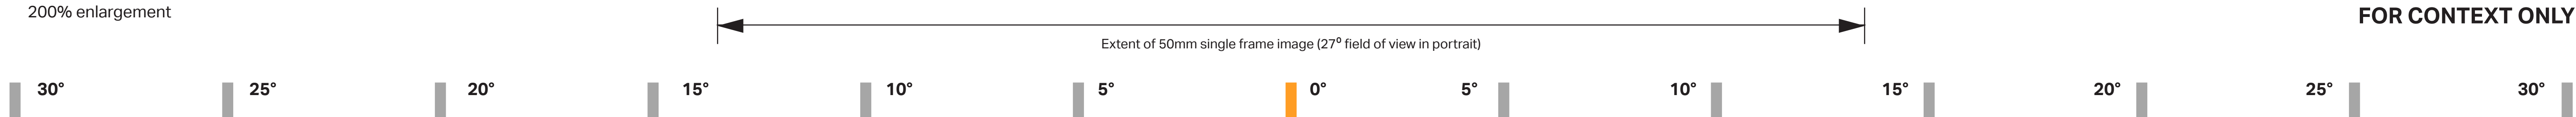 200% enlargement
FOR CONTEXT ONLY
Extent of 50mm single frame image (27° field of view in portrait)
30° 25° 20° 15° 10° 5° 0° 5° 10° 15° 20° 25° 30°